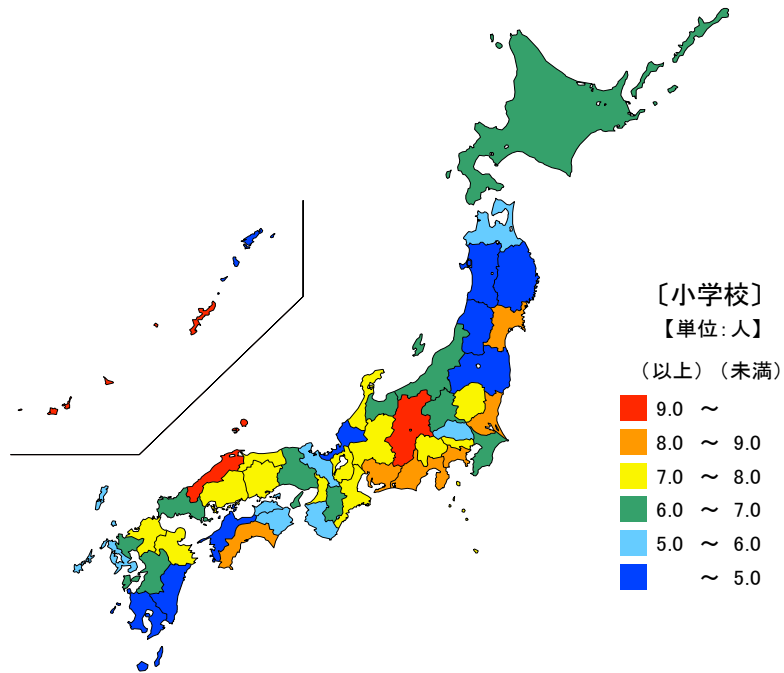 〔小学校〕
【単位:人】
（以上）（未満）
9.0 ～
8.0 ～ 9.0
7.0 ～ 8.0
6.0 ～ 7.0
5.0 ～ 6.0
～ 5.0